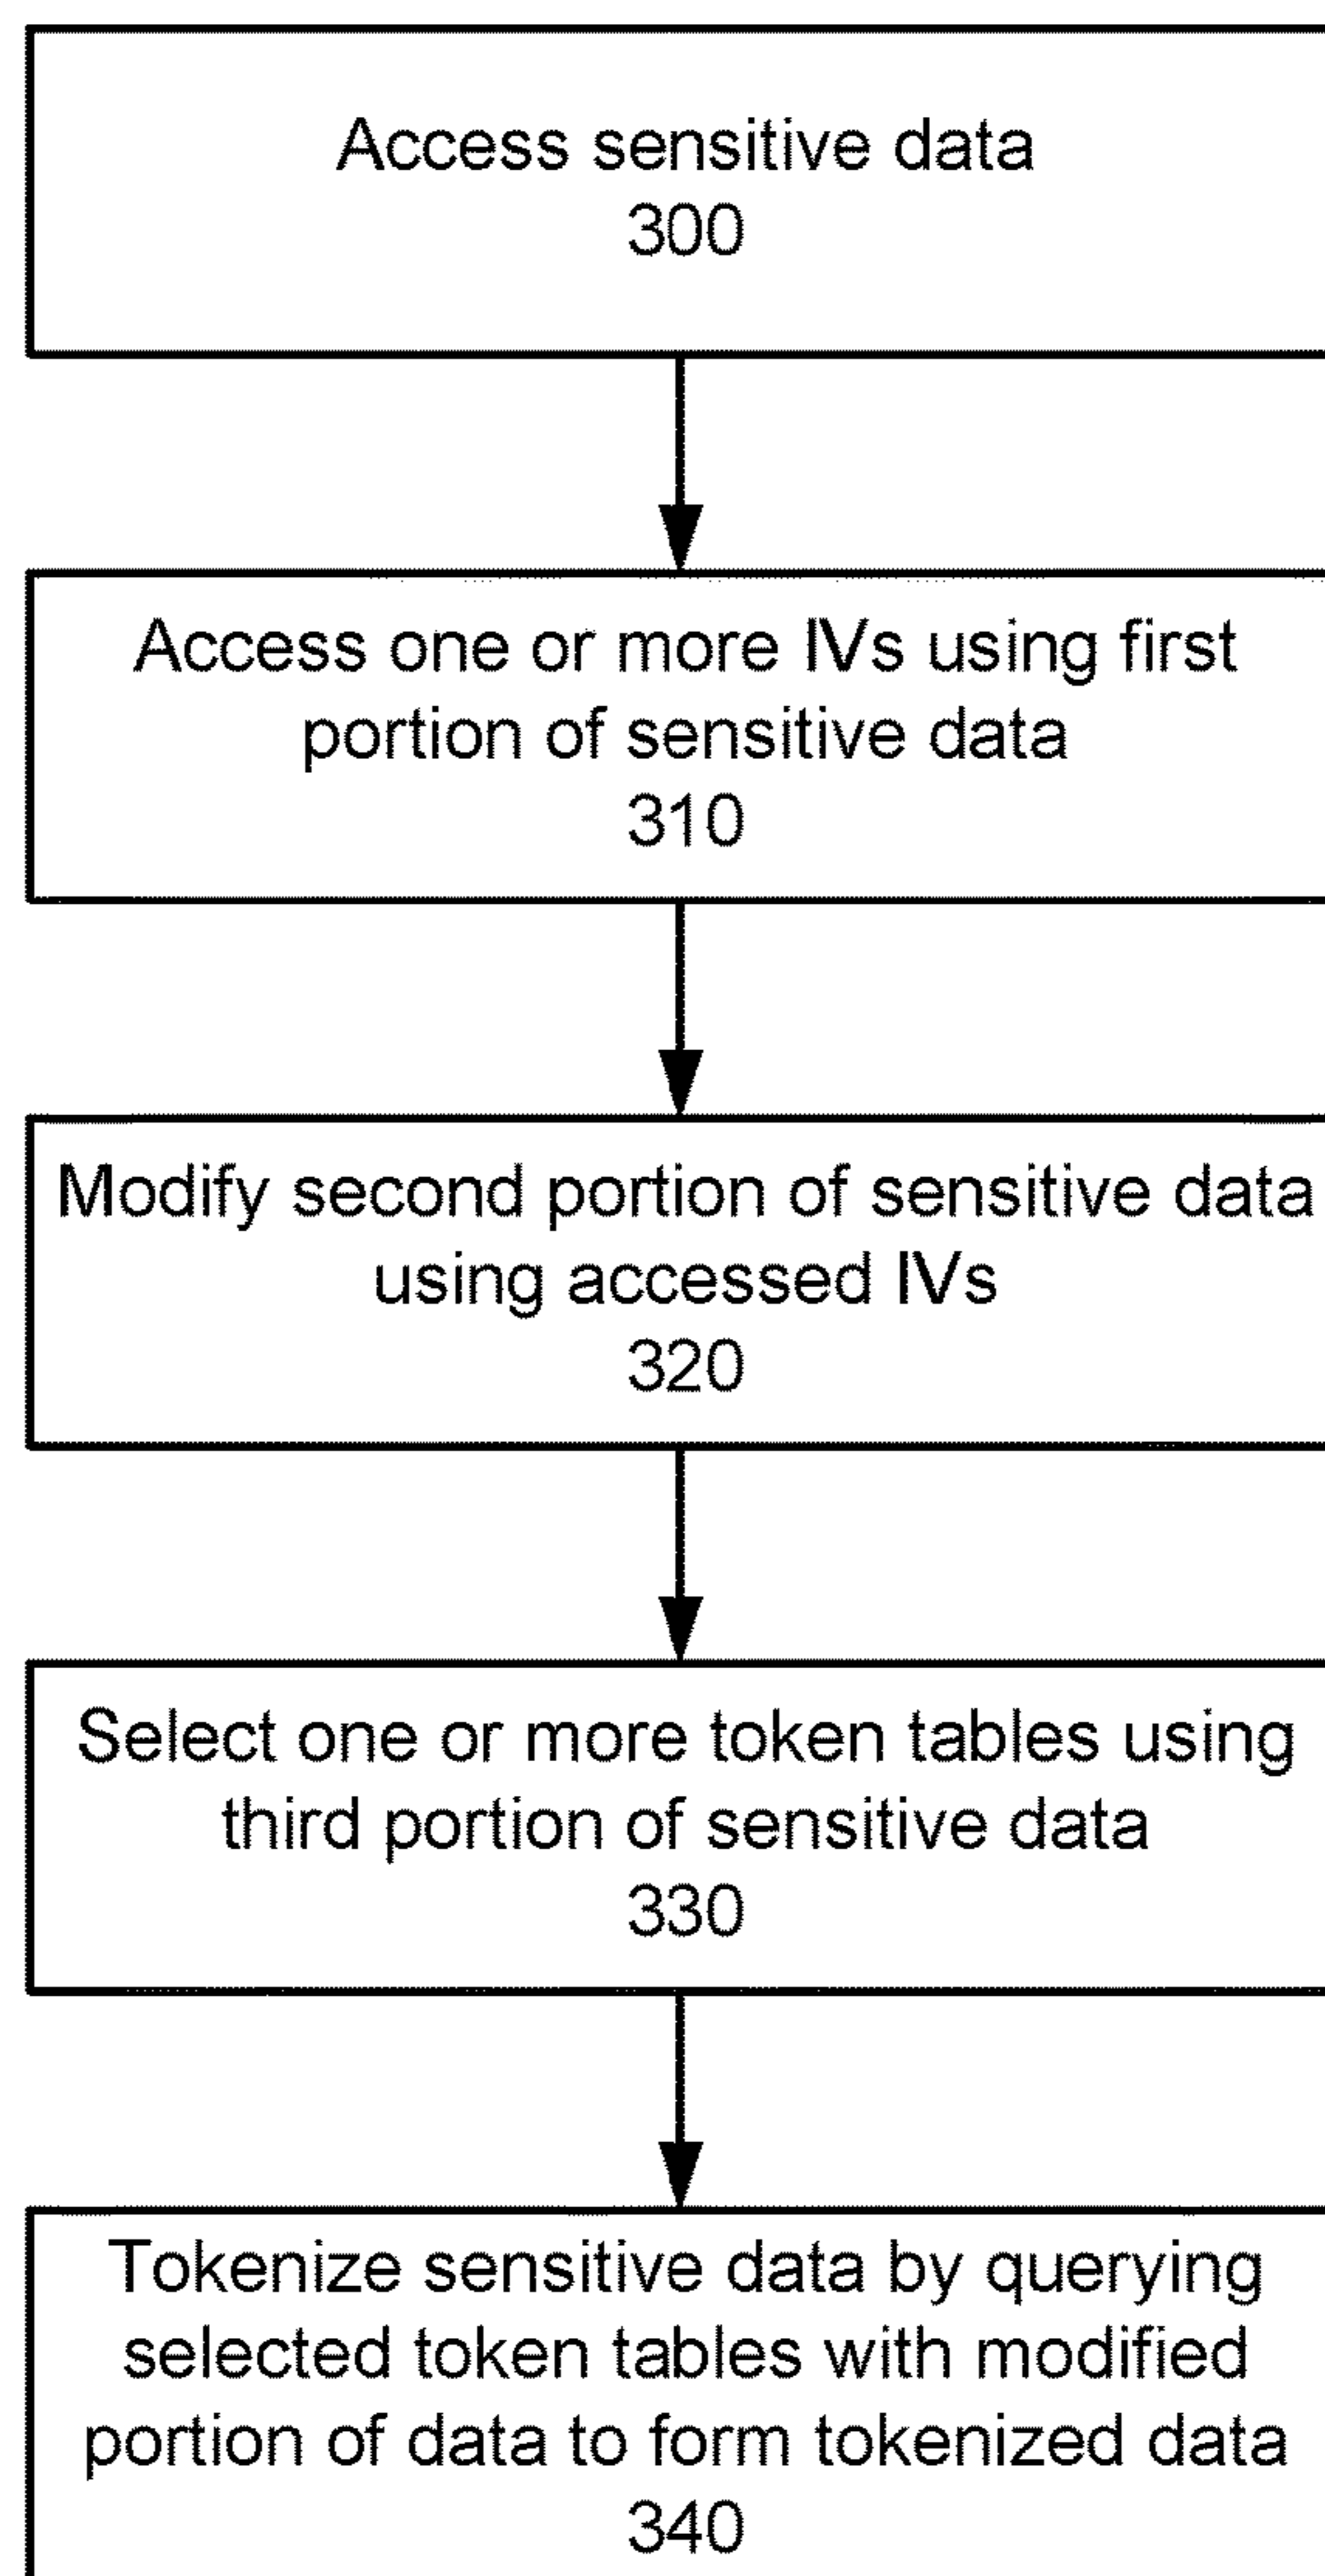 Access sensitive data
300
Access one or more IVs using first
portion of sensitive data
310
Modify second portion of sensitive data
using accessed IVs
320
Select one or more token tables using
third portion of sensitive data
330
Tokenize sensitive data by querying
selected token tables with modified
portion of data to form tokenized data
340